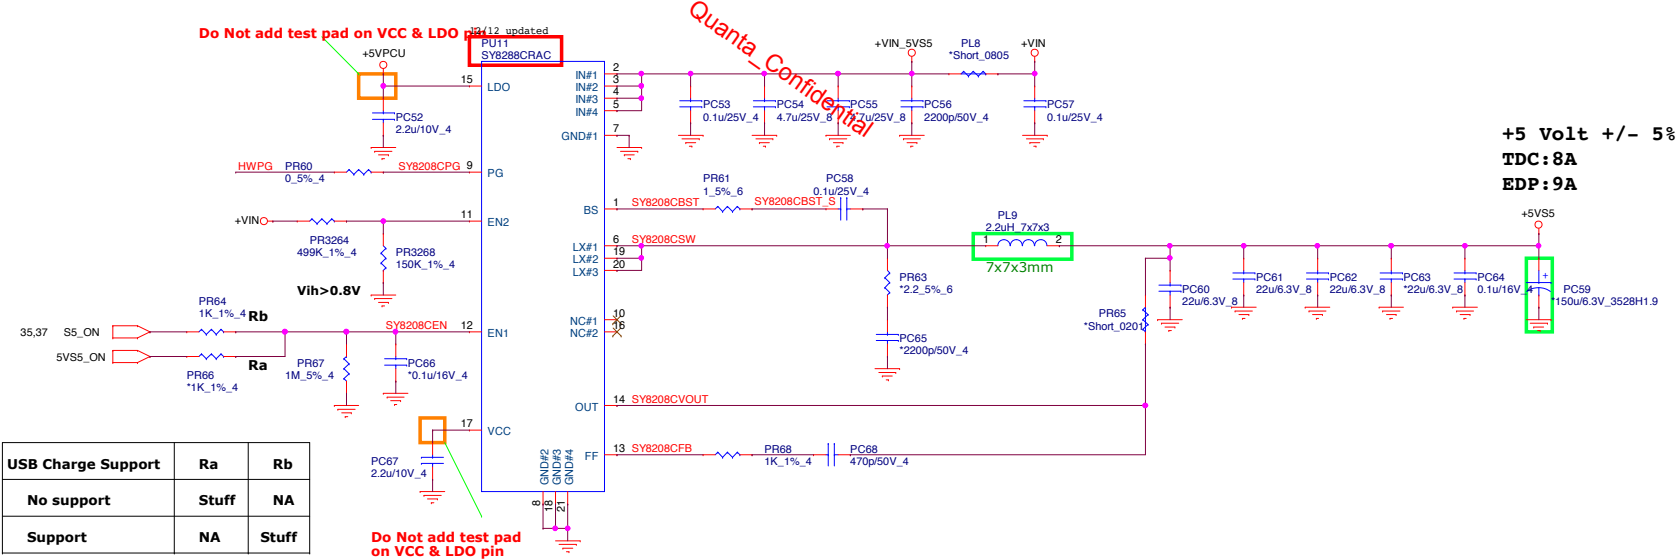 Do Not add test pad on VCC & LDO pin
12/12 updated
PU11
SY8288CRAC
+5VPCU
15
LDO
PC52
2.2u/10V_4
HWPG
PR60
0_5%_4
SY8208CPG
9
PG
+VIN
PR3264
499K_1%_4
PR3268
150K_1%_4
11
EN2
Vih>0.8V
35,37
S5_ON
PR64
1K_1%_4
Rb
5VS5_ON
PR66
*1K_1%_4
Ra
PR67
1M_5%_4
PC66
*0.1u/16V_4
SY8208CEN
12
EN1
17
VCC
PC67
2.2u/10V_4
Do Not add test pad
on VCC & LDO pin
USB Charge Support Ra Rb
No support Stuff NA
Support NA Stuff
IN#1
IN#2
IN#3
IN#4
2
3
4
5
GND#1
7
BS
1
SY8208CBST
PR61
1_5%_6
SY8208CBST_S
PC58
0.1u/25V_4
LX#1
LX#2
LX#3
6
19
20
SY8208CSW
NC#1
NC#2
10
16
OUT
14
SY8208CVOUT
FF
13
SY8208CFB
PR68
1K_1%_4
PC68
470p/50V_4
GND#2
GND#3
GND#4
8
18
21
Quanta_Confidential
PC53
0.1u/25V_4
PC54
4.7u/25V_8
PC55
4.7u/25V_8
PC56
2200p/50V_4
+VIN_5VS5
PL8
*Short_0805
+VIN
PC57
0.1u/25V_4
PR63
*2.2_5%_6
PC65
*2200p/50V_4
PL9
2.2uH_7x7x3
1
2
7x7x3mm
PR65
*Short_0201
PC60
22u/6.3V_8
PC61
22u/6.3V_8
PC62
22u/6.3V_8
PC63
*22u/6.3V_8
PC64
0.1u/16V_4
+
PC59
*150u/6.3V_3528H1.9
+5VS5
+5 Volt +/- 5%
TDC:8A
EDP:9A